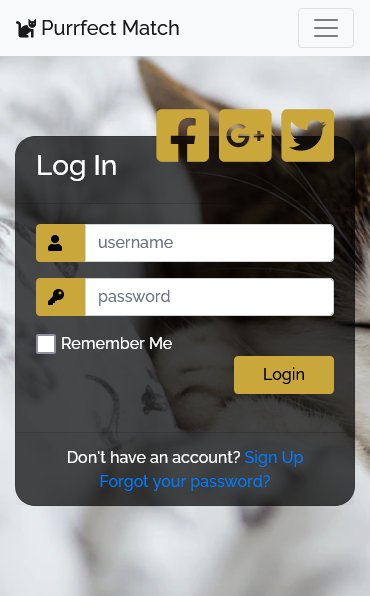 Purrfect Match
Log In
username
password
Remember Me
Login
Don't have an account? Sign Up
Forgot your password?